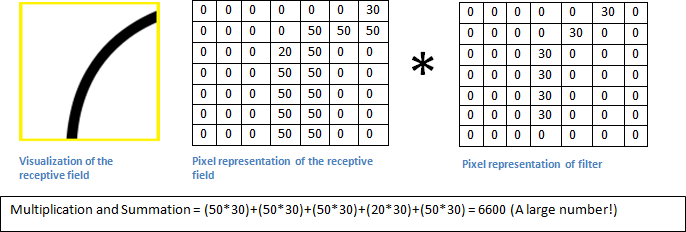 0 0 0 0 0 0 30
0 0 0 0 50 50 50
0 0 0 20 50 0 0
0 0 0 50 50 0 0
0 0 0 50 50 0 0
0 0 0 50 50 0 0
0 0 0 50 50 0 0
*
0 0 0 0 0 30 0
0 0 0 0 30 0 0
0 0 0 30 0 0 0
0 0 0 30 0 0 0
0 0 0 30 0 0 0
0 0 0 30 0 0 0
0 0 0 0 0 0 0
Visualization of the
receptive field
Pixel representation of the receptive
field
Pixel representation of filter
Multiplication and Summation = (50*30)+(50*30)+(50*30)+(20*30)+(50*30) = 6600 (A large number!)